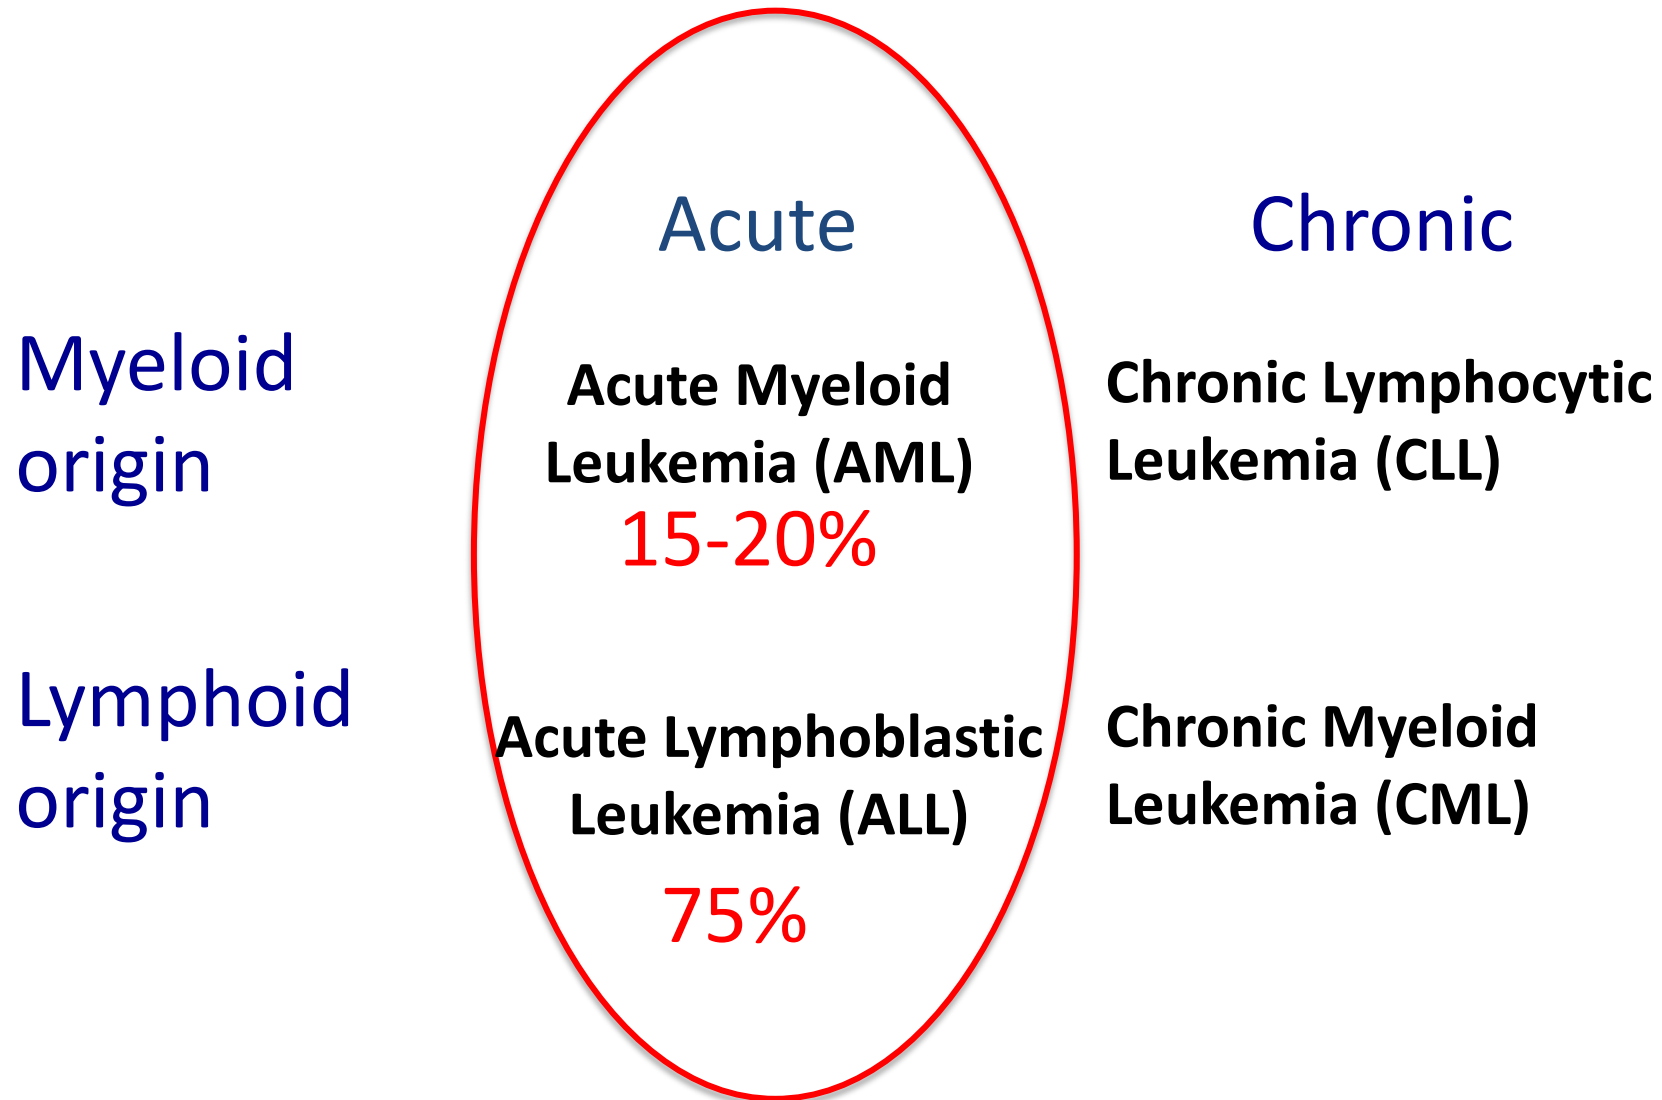 Acute
Chronic
Myeloid
origin
Acute Myeloid
Leukemia (AML)
15-20%
Chronic Lymphocytic
Leukemia (CLL)
Lymphoid
origin
Acute Lymphoblastic
Leukemia (ALL)
75%
Chronic Myeloid
Leukemia (CML)